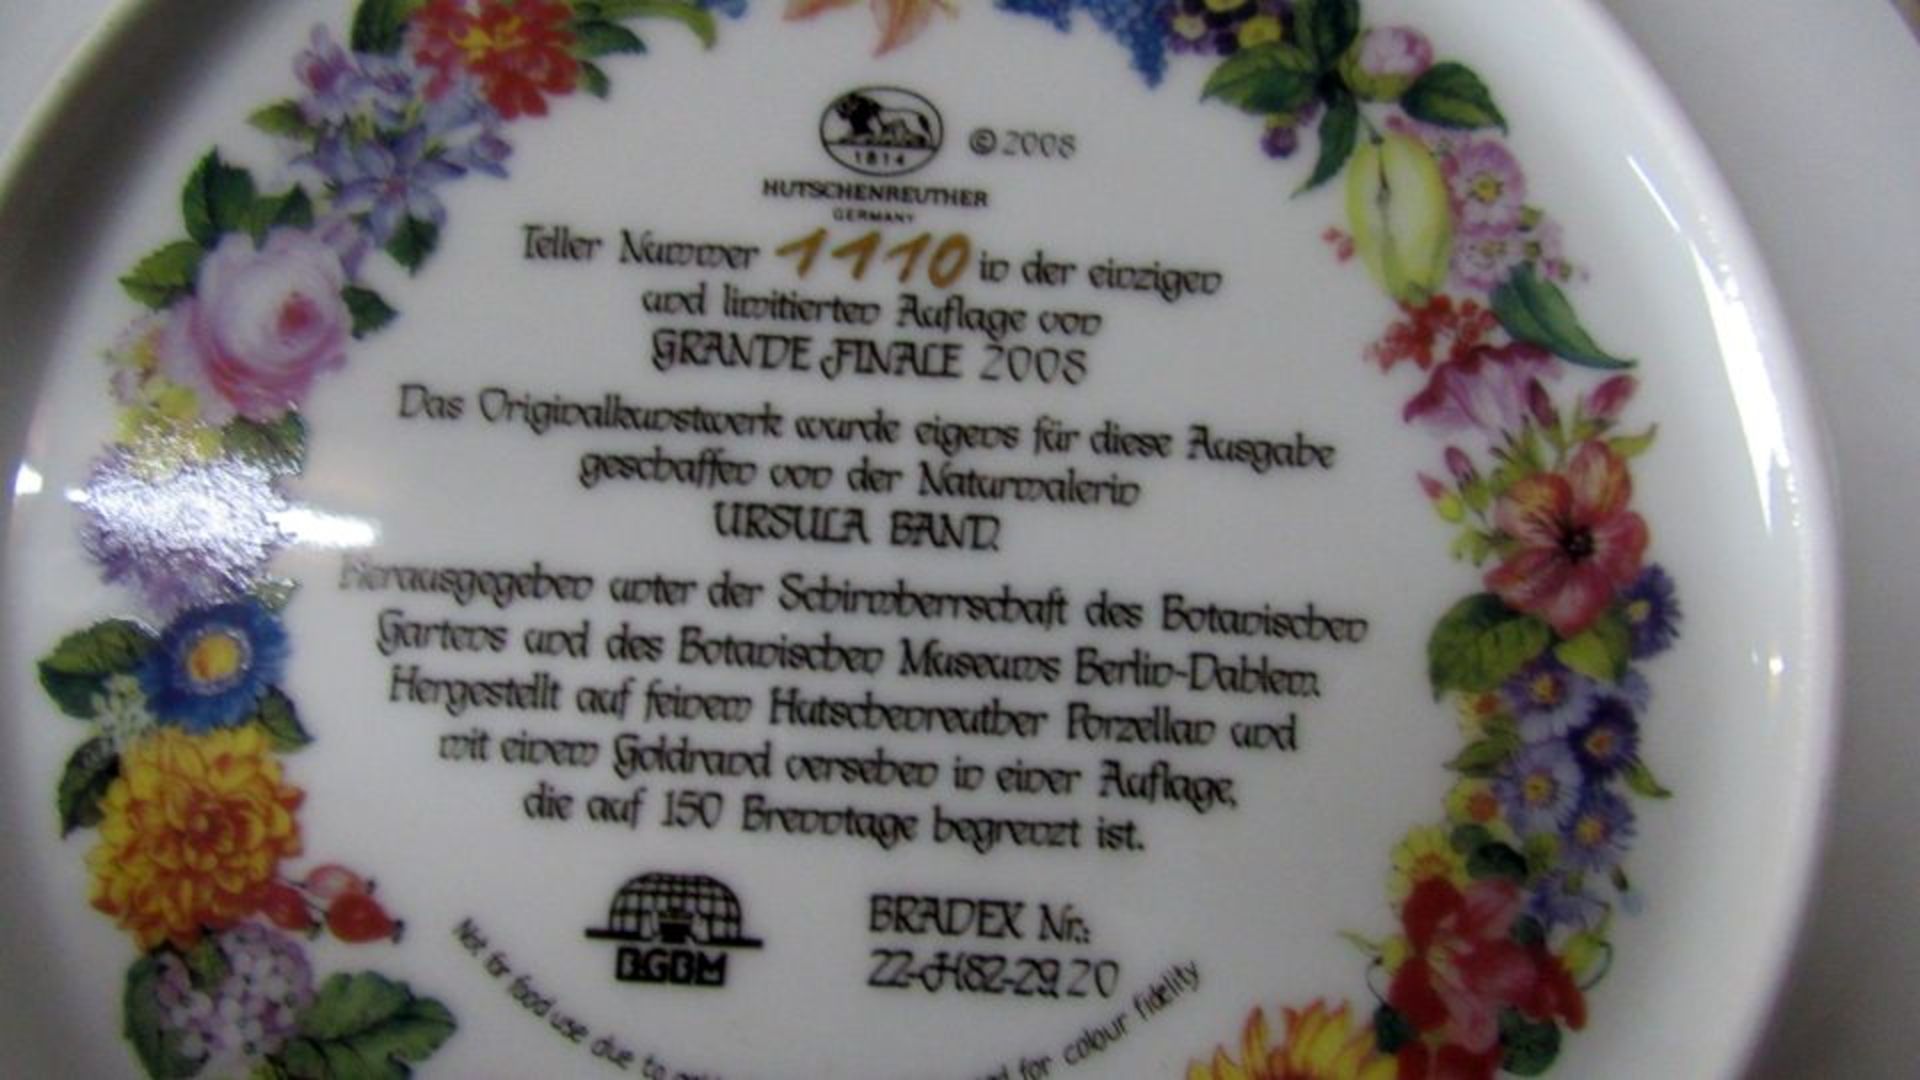 1814
© 2008
HUTSCHENREUTHER
GERMANY
Teller Nummer 1110 in der einzigen
und limitierten Auflage von
GRANDE FINALE 2008
Das Originalkunstwerk wurde eigens für diese Ausgabe
geschaffen von der Naturmalerin
URSULA BAND.
Herausgegeben unter der Schirmherrschaft des Botanischen
Gartens und des Botanischen Museums Berlin-Dahlem.
Hergestellt auf feinem Hutschenreuther Porzellan und
mit einem Goldrand versehen in einer Auflage,
die auf 150 Brenntage begrenzt ist.
BGBM
BRADEX Nr.:
22-H82-29.20
Not for food use due to
for colour fidelity